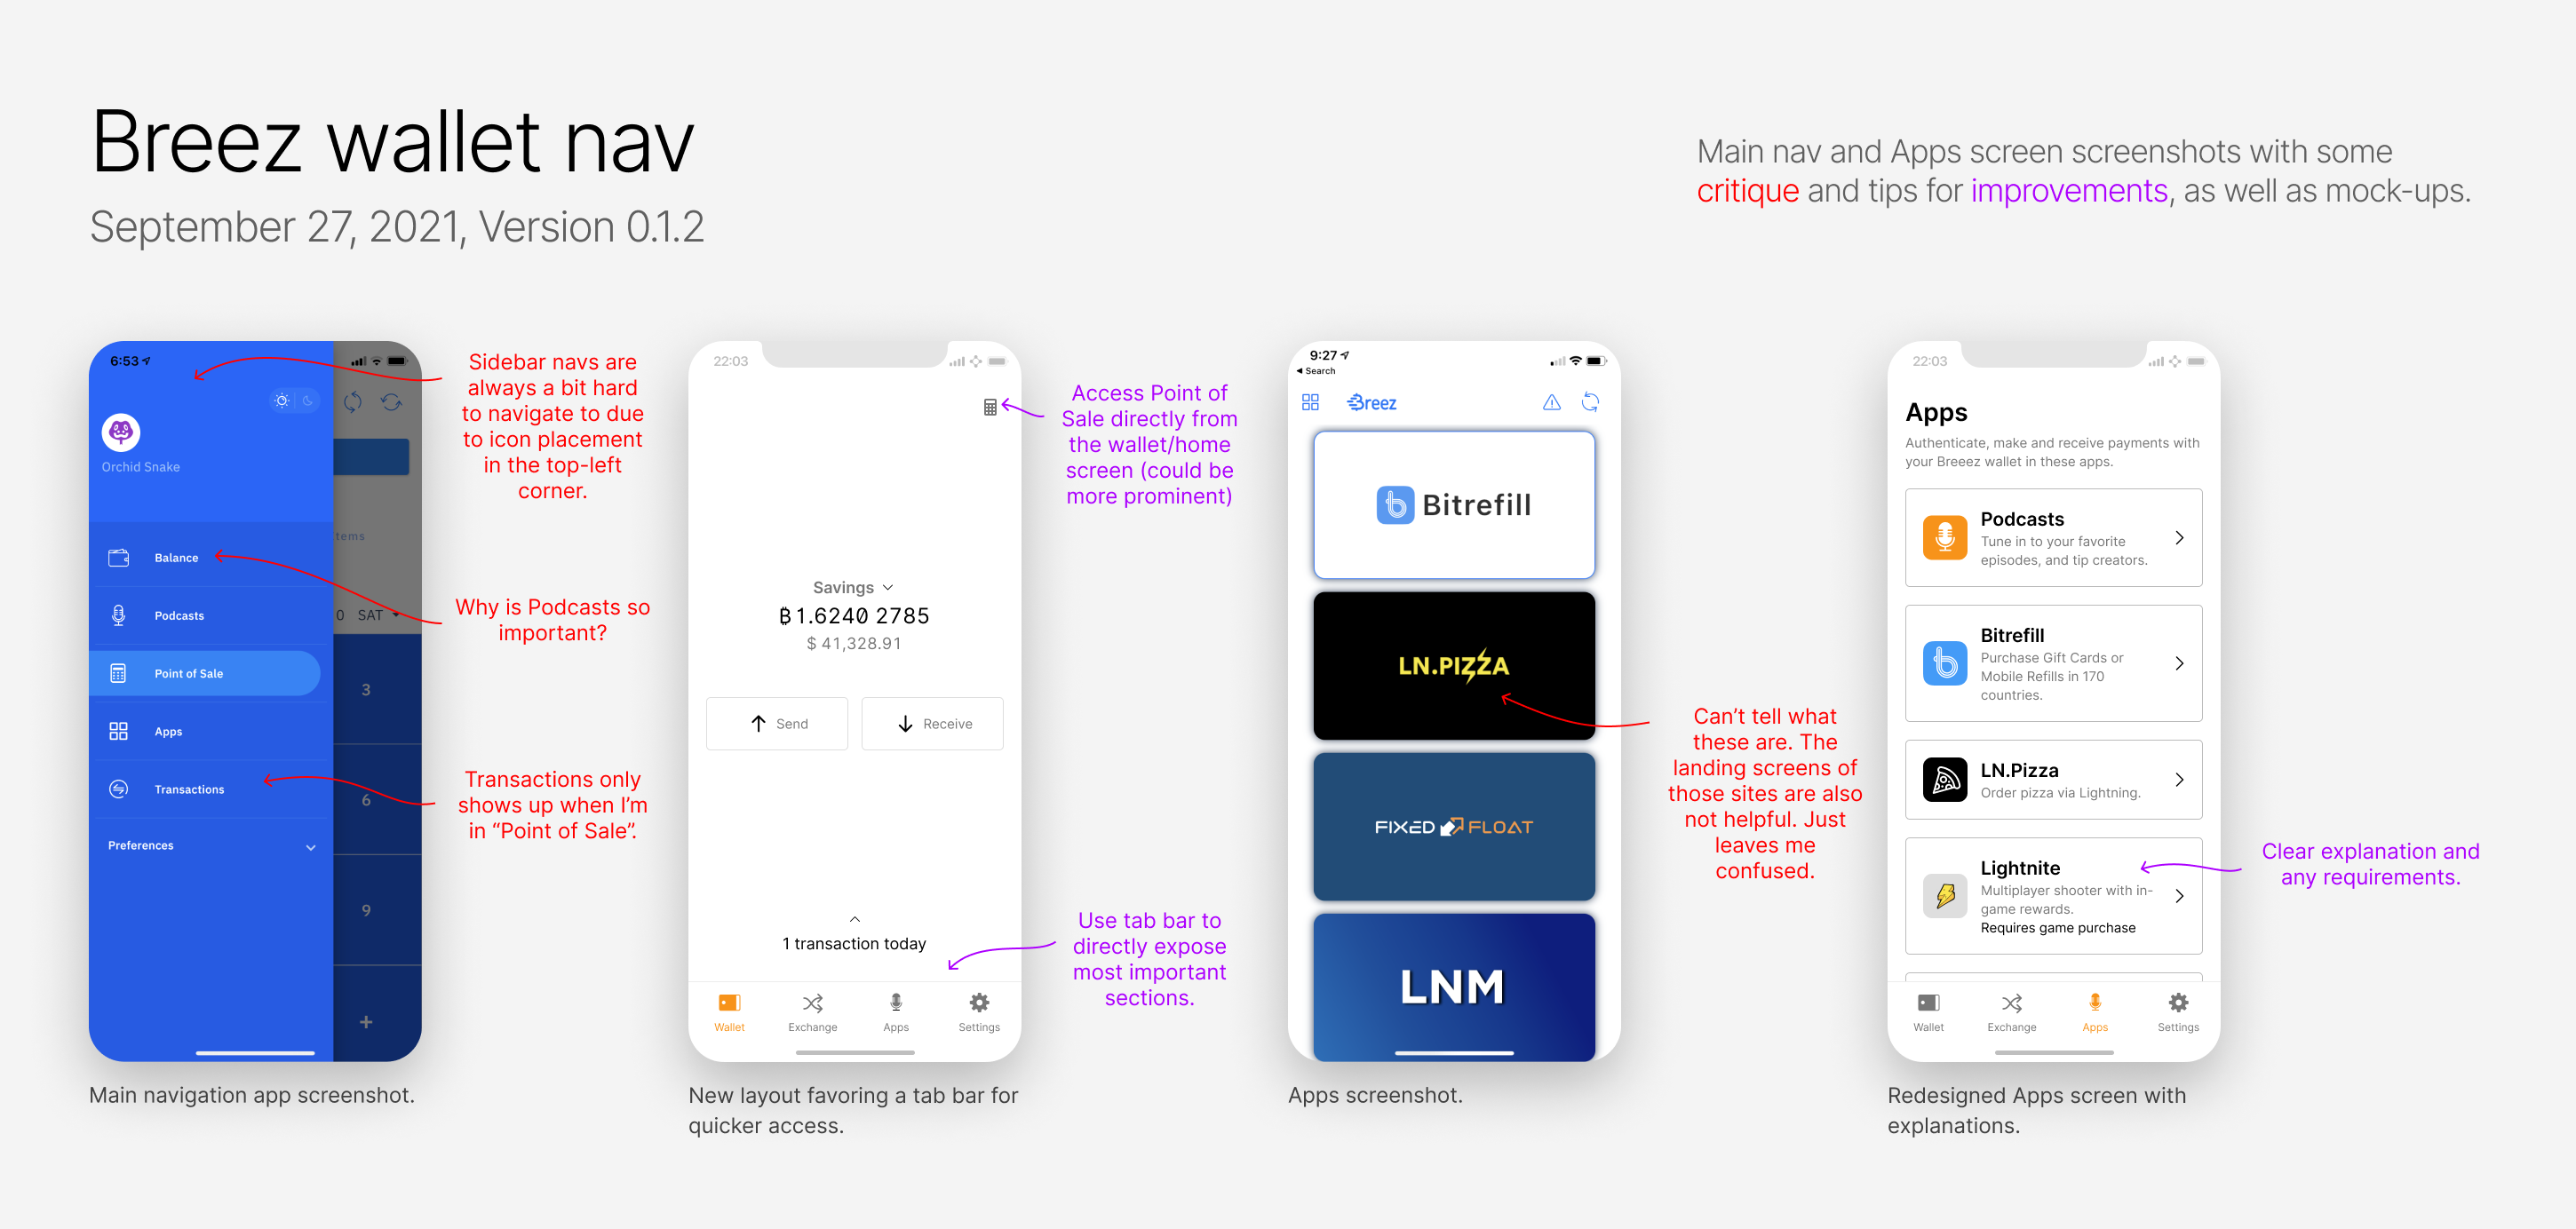 Breez wallet nav
September 27, 2021, Version 0.1.2
Main nav and Apps screen screenshots with some
critique and tips for improvements, as well as mock-ups.
6:53
Orchid Snake
Balance
Podcasts
Point of Sale
Apps
Transactions
Preferences
tems
0 SAT
3
6
9
+
Main navigation app screenshot.
Sidebar navs are
always a bit hard
to navigate to due
to icon placement
in the top-left
corner.
Why is Podcasts so
important?
Transactions only
shows up when I’m
in “Point of Sale”.
22:03
Savings
₿ 1.6240 2785
$ 41,328.91
Send
Receive
1 transaction today
Wallet
Exchange
Apps
Settings
New layout favoring a tab bar for
quicker access.
Access Point of
Sale directly from
the wallet/home
screen (could be
more prominent)
Use tab bar to
directly expose
most important
sections.
9:27
Search
Breez
Bitrefill
LN.PIZZA
FIXED FLOAT
LNM
Apps screenshot.
Can’t tell what
these are. The
landing screens of
those sites are also
not helpful. Just
leaves me
confused.
22:03
Apps
Authenticate, make and receive payments with
your Breeez wallet in these apps.
Podcasts
Tune in to your favorite
episodes, and tip creators.
Bitrefill
Purchase Gift Cards or
Mobile Refills in 170
countries.
LN.Pizza
Order pizza via Lightning.
Lightnite
Multiplayer shooter with in-
game rewards.
Requires game purchase
Wallet
Exchange
Apps
Settings
Redesigned Apps screen with
explanations.
Clear explanation and
any requirements.